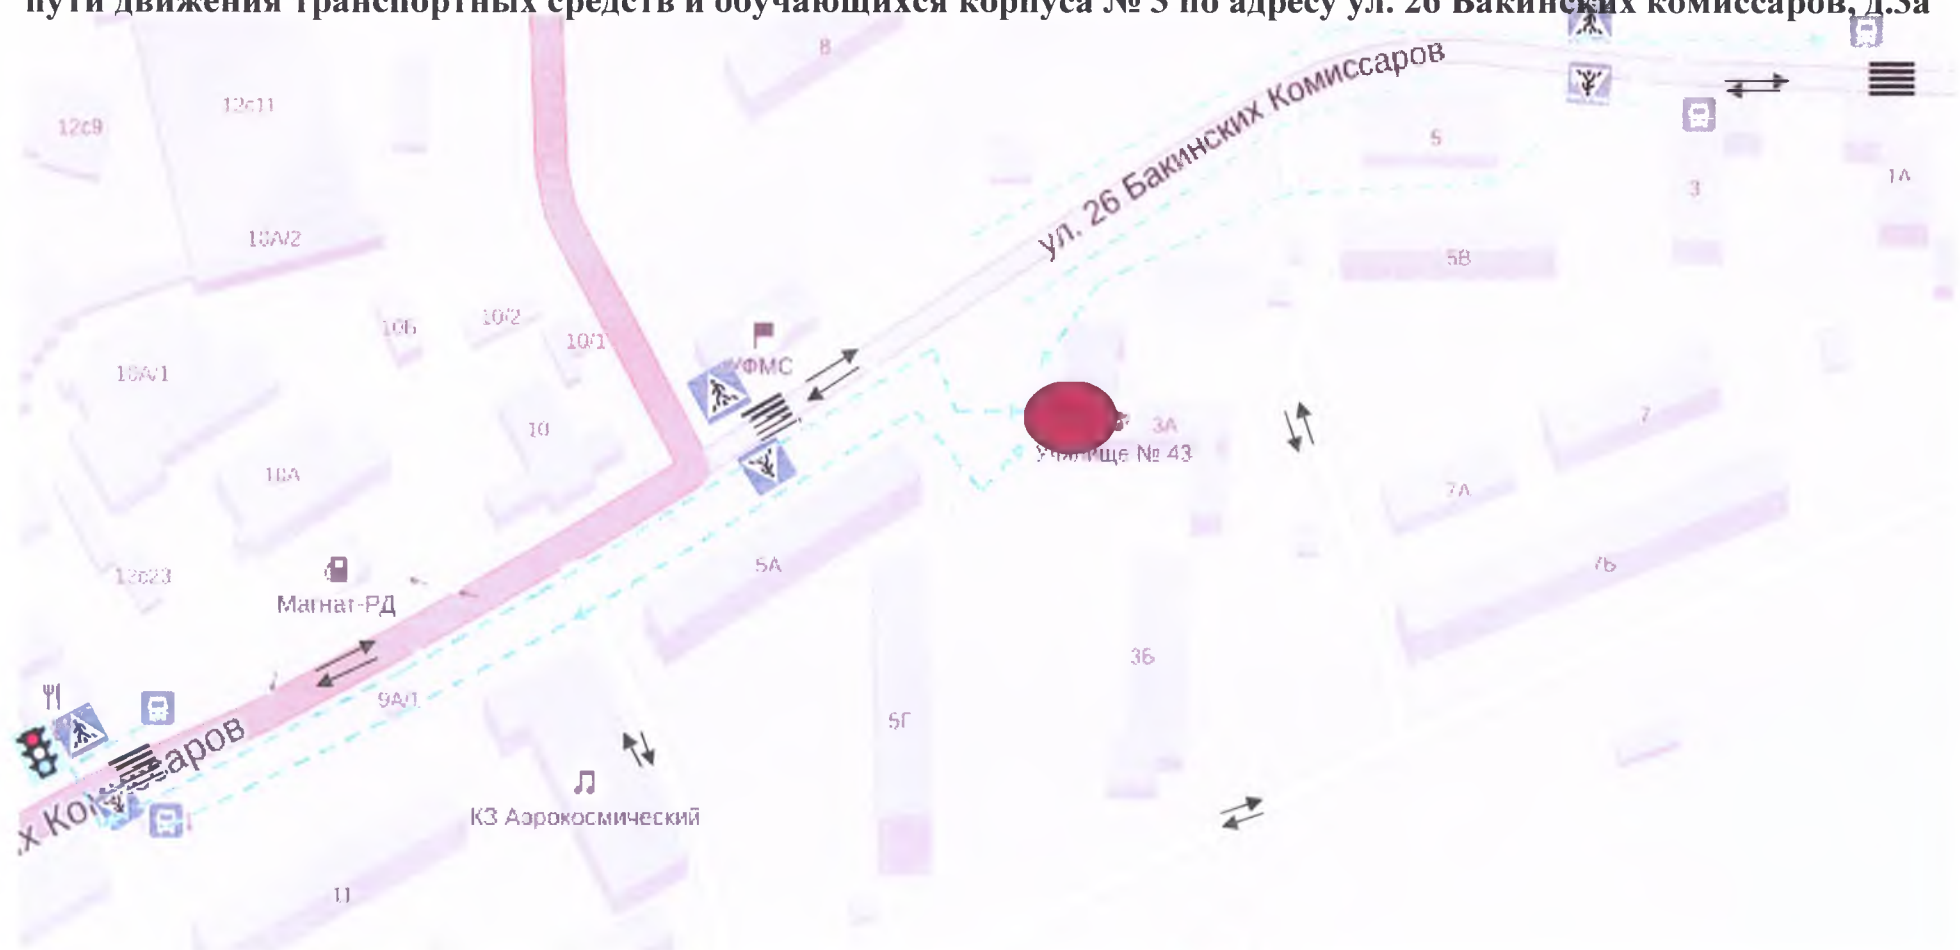 пути движения транспортных средств и обучающихся корпуса № 3 по адресу ул. 26 Бакинских комиссаров, д.3а
8
12с11
12с9
ул. 26 Бакинских Комиссаров
5
3
1А
10А/2
5В
10Б
10/2
10/1
УФМС
10А/1
10
3А
Училище № 43
7
10А
7А
5А
7Б
12с23
Магнат-РД
3Б
9А/1
5Г
х Комиссаров
КЗ Аэрокосмический
11